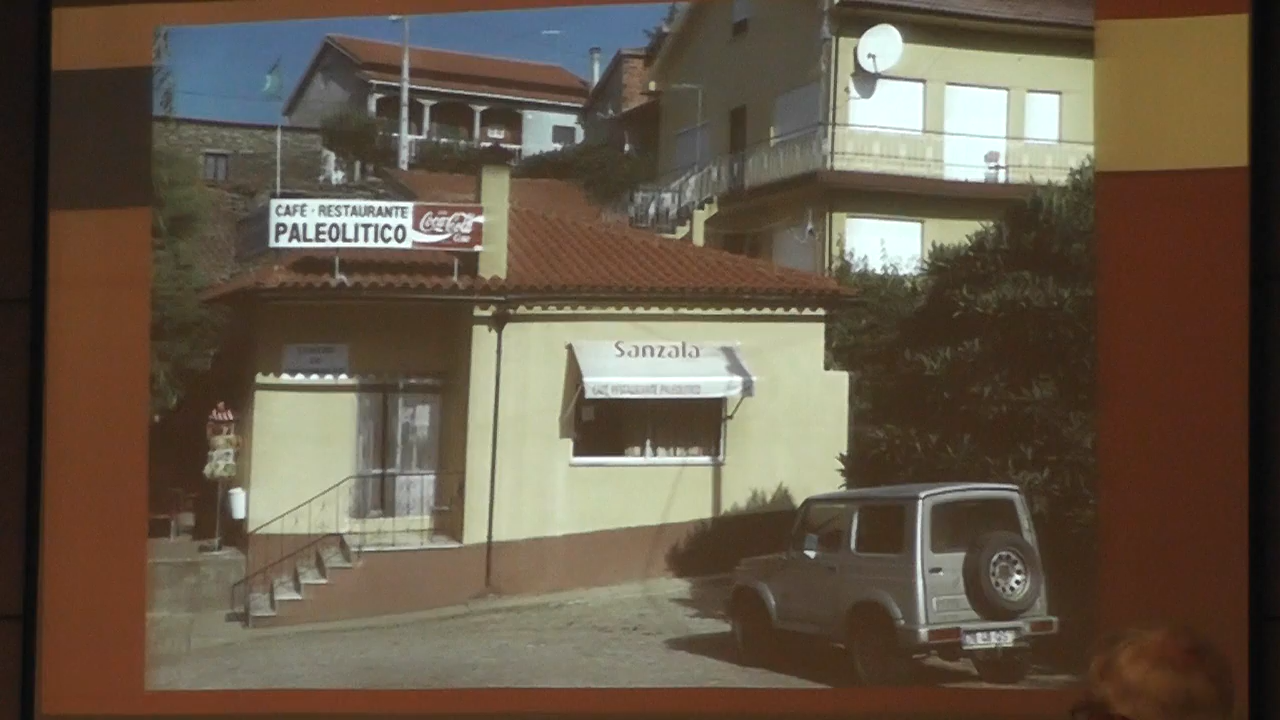 CAFÉ · RESTAURANTE
PALEOLITICO
Coca-Cola
Sanzala
CAFÉ RESTAURANTE PALEOLITICO